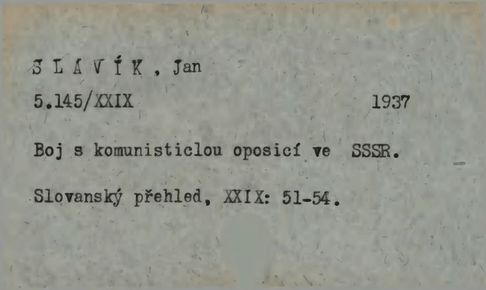 S L A V Í K , Jan
5.145/XXIX 1937
Boj s komunisticlou oposicí ve SSSR.
Slovanský přehled, XXIX: 51-54.